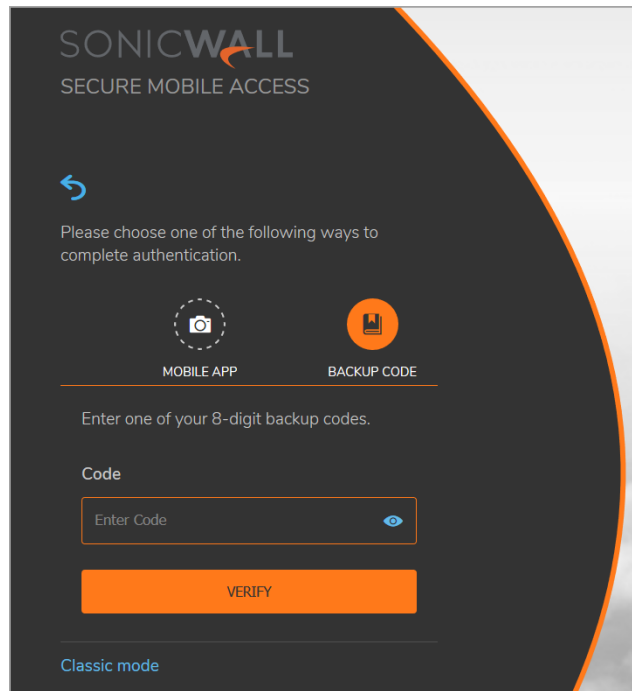 SONICWALL
SECURE MOBILE ACCESS
Please choose one of the following ways to
complete authentication.
MOBILE APP BACKUP CODE
Enter one of your 8-digit backup codes.
Code
Enter Code
VERIFY
Classic mode